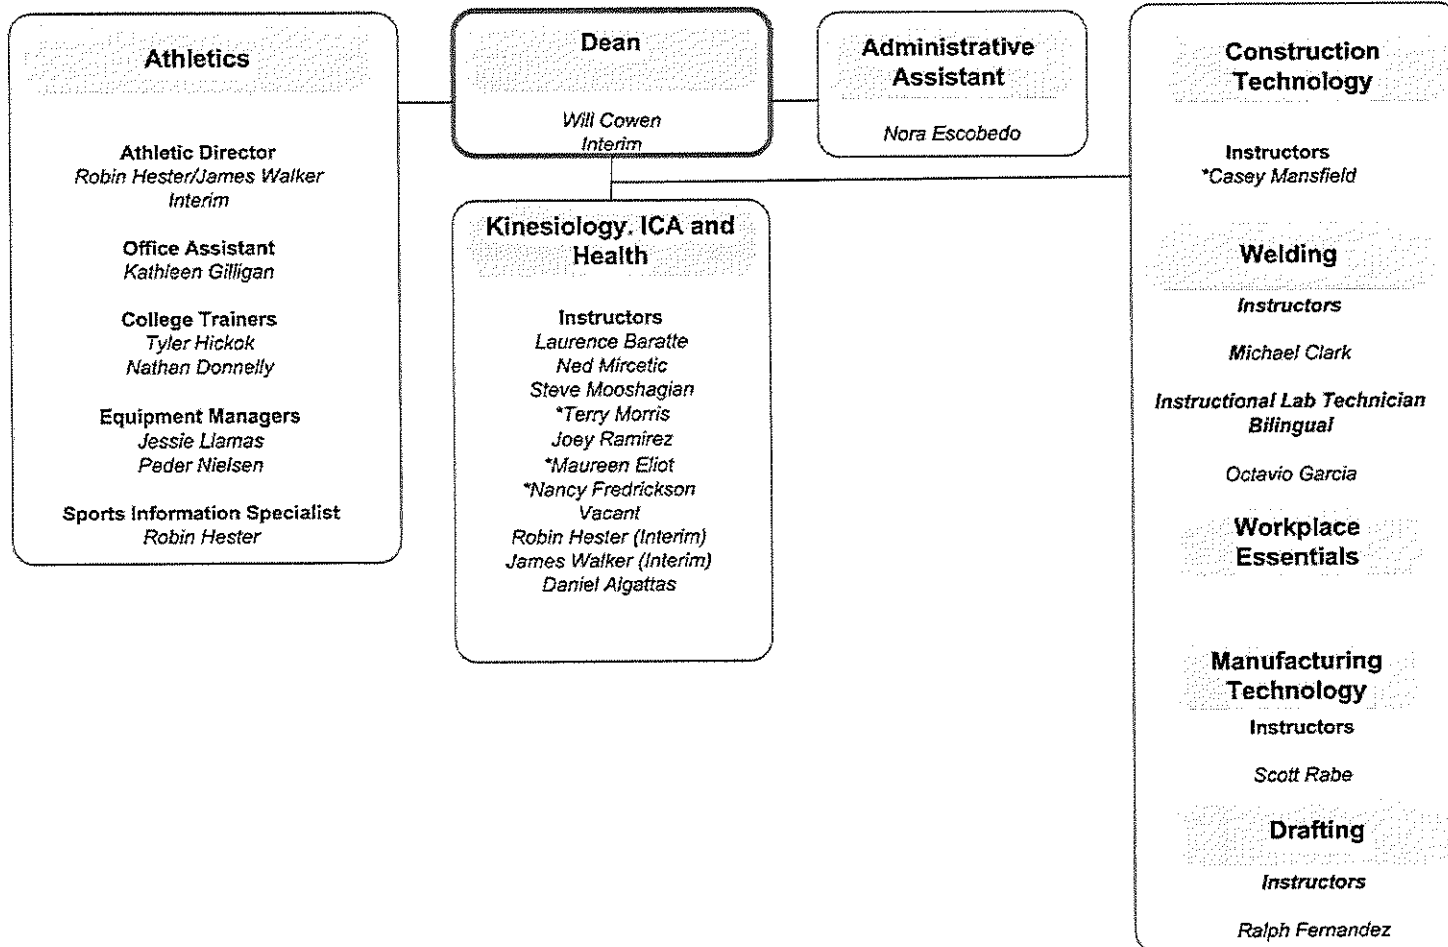 Athletics
Athletic Director
Robin Hester/James Walker
Interim
Office Assistant
Kathleen Gilligan
College Trainers
Tyler Hickok
Nathan Donnelly
Equipment Managers
Jessie Llamas
Peder Nielsen
Sports Information Specialist
Robin Hester
Dean
Will Cowen
Interim
Administrative
Assistant
Nora Escobedo
Kinesiology. ICA and
Health
Instructors
Laurence Baratte
Ned Mircetic
Steve Mooshagian
*Terry Morris
Joey Ramirez
*Maureen Eliot
*Nancy Fredrickson
Vacant
Robin Hester (Interim)
James Walker (Interim)
Daniel Algattas
Construction
Technology
Instructors
*Casey Mansfield
Welding
Instructors
Michael Clark
Instructional Lab Technician
Bilingual
Octavio Garcia
Workplace
Essentials
Manufacturing
Technology
Instructors
Scott Rabe
Drafting
Instructors
Ralph Fernandez